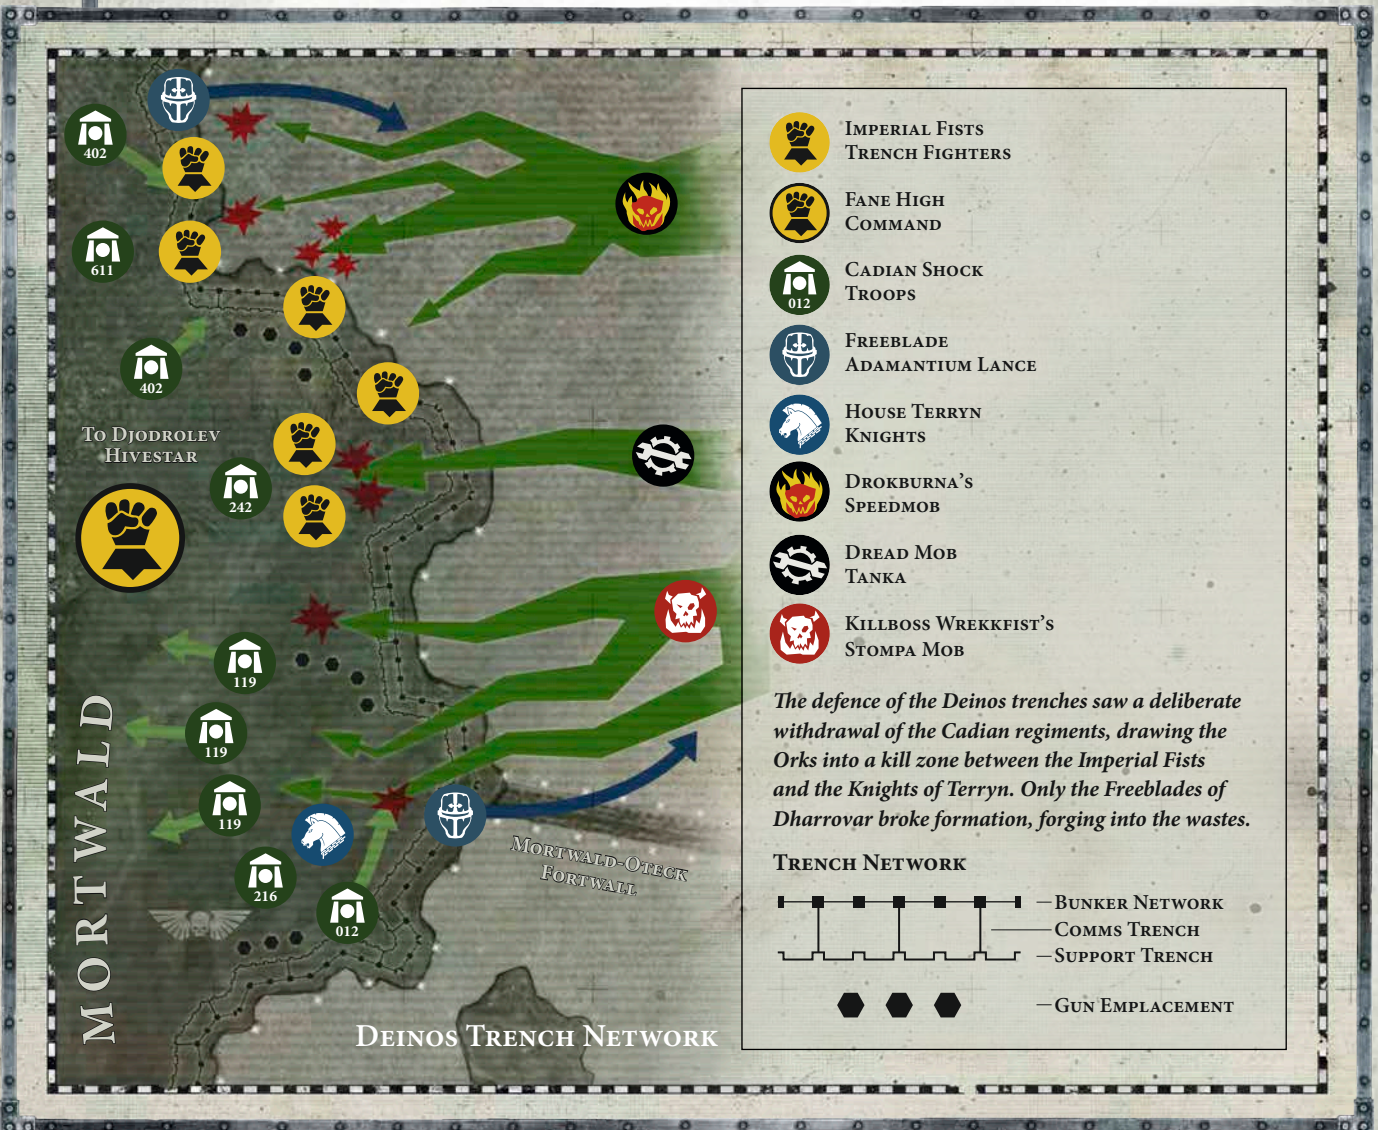 402
611
402
To Djodrolev
Hivestar
242
119
119
119
216
012
MORTWALD
Mortwald-Oteck
Fortwall
Deinos Trench Network
Imperial Fists
Trench Fighters
Fane High
Command
Cadian Shock
Troops
012
Freeblade
Adamantium Lance
House Terryn
Knights
Drokburna's
Speedmob
Dread Mob
Tanka
Killboss Wrekkfist's
Stompa Mob
The defence of the Deinos trenches saw a deliberate
withdrawal of the Cadian regiments, drawing the
Orks into a kill zone between the Imperial Fists
and the Knights of Terryn. Only the Freeblades of
Dharrovar broke formation, forging into the wastes.
Trench Network
Bunker Network
Comms Trench
Support Trench
Gun Emplacement